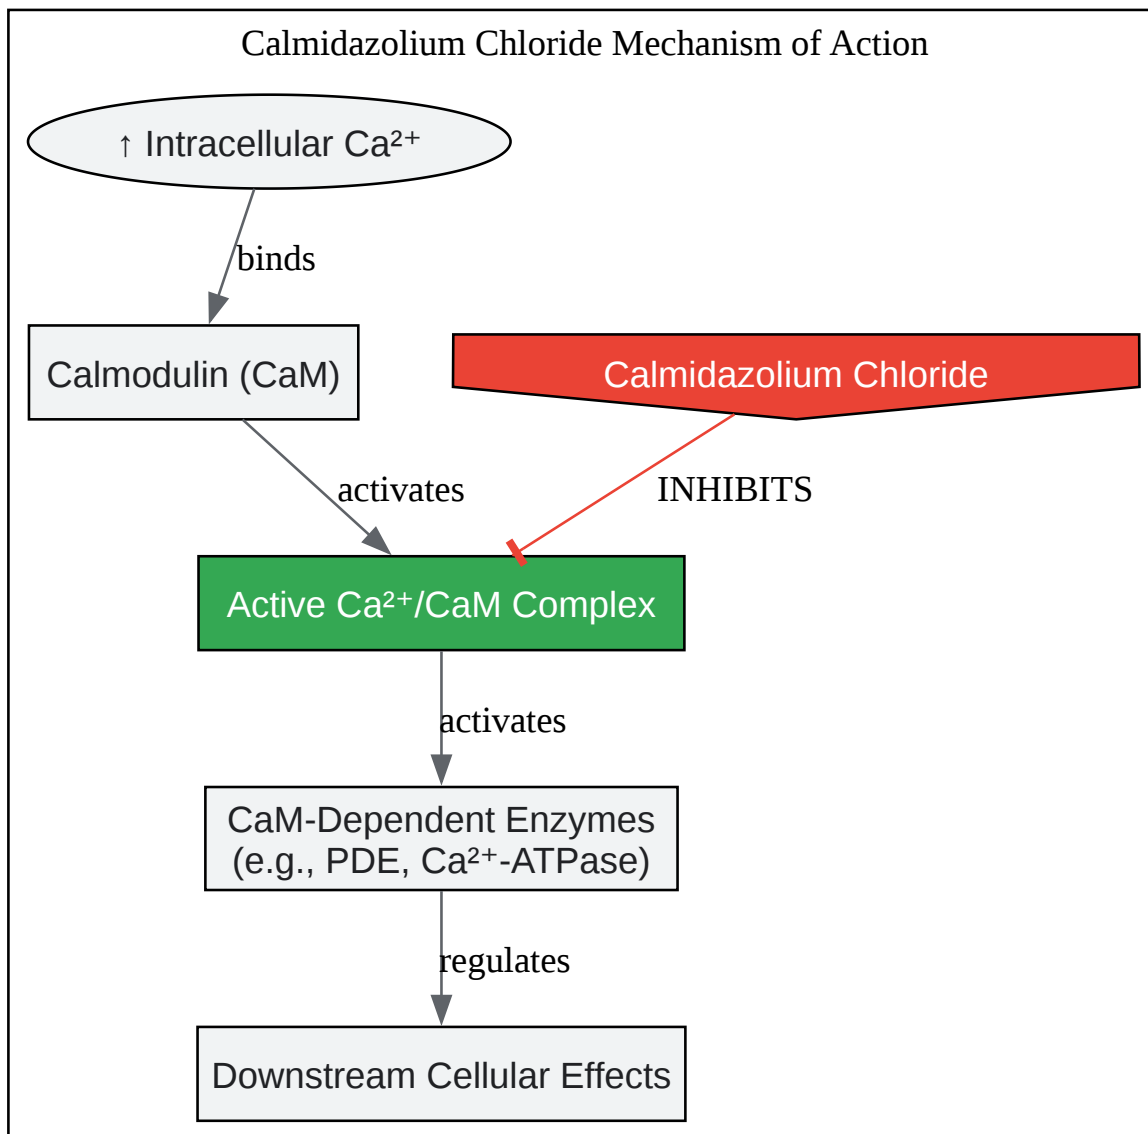 Calmidazolium Chloride Mechanism of Action
↑ Intracellular Ca²⁺
binds
Calmodulin (CaM)
Calmidazolium Chloride
activates
INHIBITS
Active Ca²⁺/CaM Complex
activates
CaM-Dependent Enzymes
(e.g., PDE, Ca²⁺-ATPase)
regulates
Downstream Cellular Effects